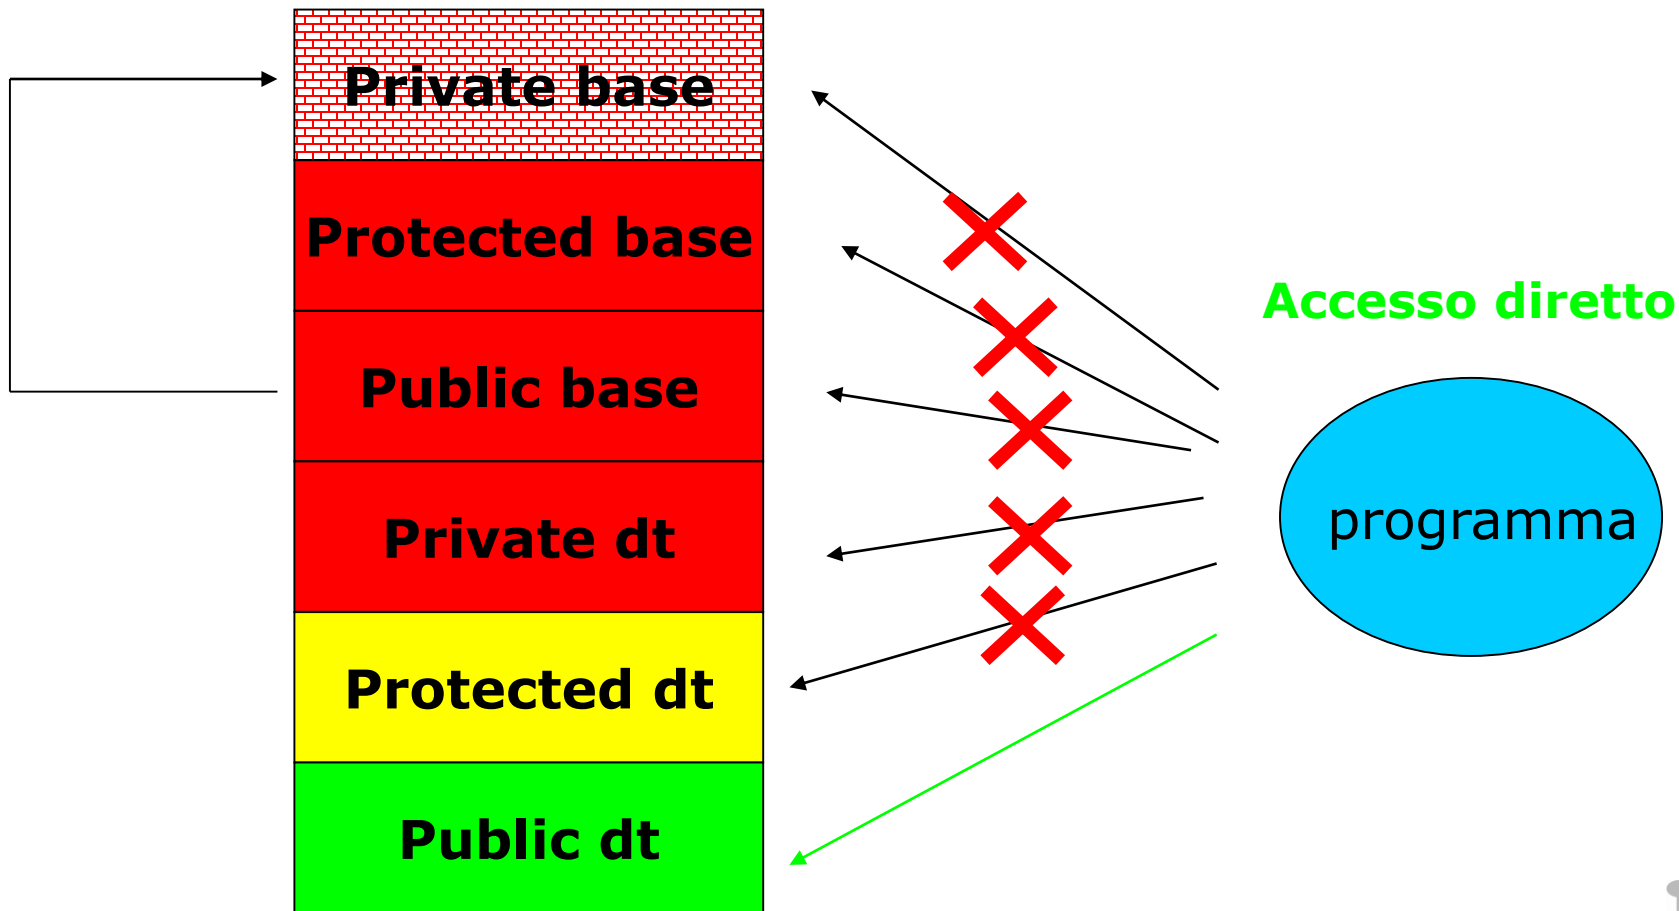 Private base
Protected base
Accesso diretto
Public base
programma
Private dt
Protected dt
Public dt